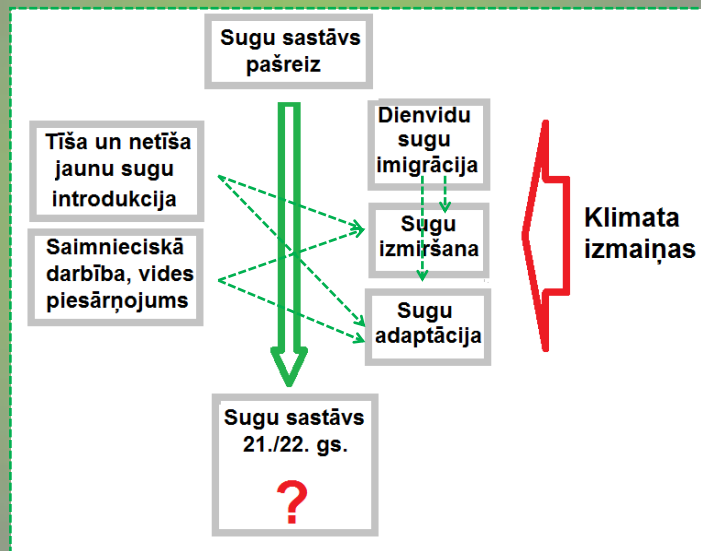 Sugu sastāvs
pašreiz
Tīša un netīša
jaunu sugu
introdukcija
Saimnieciskā
darbība, vides
piesārņojums
Dienvidu
sugu
imigrācija
Sugu
izmiršana
Sugu
adaptācija
Klimata
izmaiņas
Sugu sastāvs
21./22. gs.
?